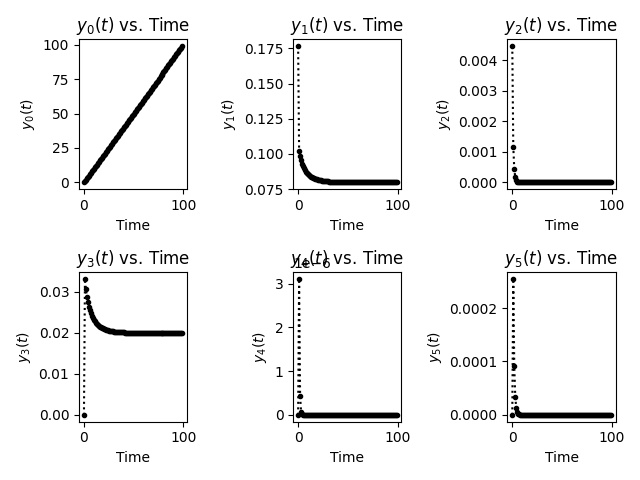 y₀(t) vs. Time
y₁(t) vs. Time
y₂(t) vs. Time
100
75
50
25
0
y₀(t)
0
100
Time
0.175
0.150
0.125
0.100
0.075
y₁(t)
0
100
Time
0.004
0.003
0.002
0.001
0.000
y₂(t)
0
100
Time
y₃(t) vs. Time
y₄(t) vs. Time
1e−6
y₅(t) vs. Time
0.03
0.02
0.01
0.00
y₃(t)
0
100
Time
3
2
1
0
y₄(t)
0
100
Time
0.0002
0.0001
0.0000
y₅(t)
0
100
Time